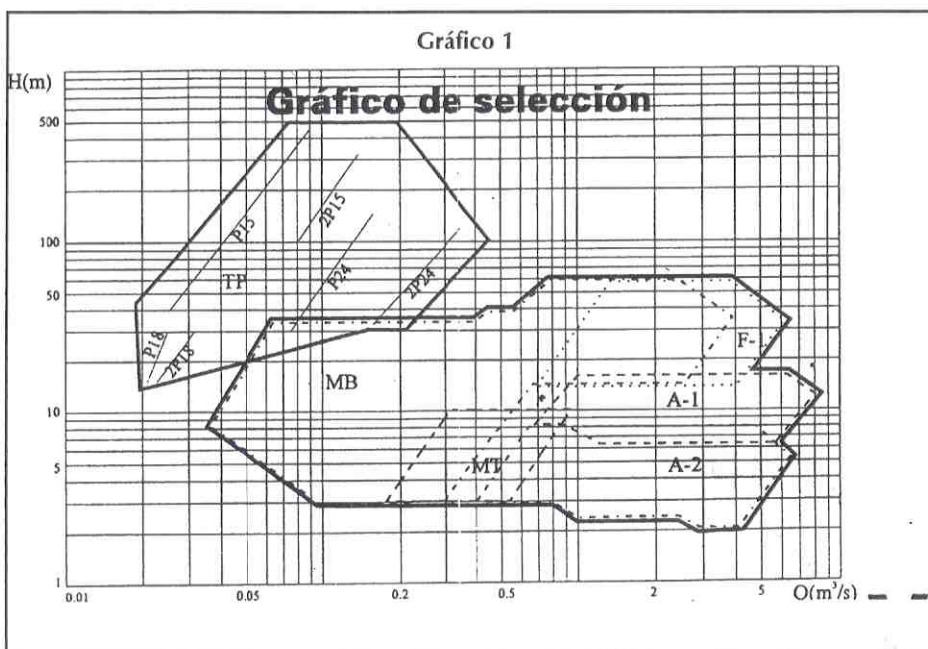 Gráfico 1
H(m)
Gráfico de selección
500
P15
2P15
100
TP
P24
2P24
50
P18
2P18
F-
MB
A-1
10
MT
A-2
5
1
0.01
0.05
0.2
0.5
2
5
Q(m³/s)